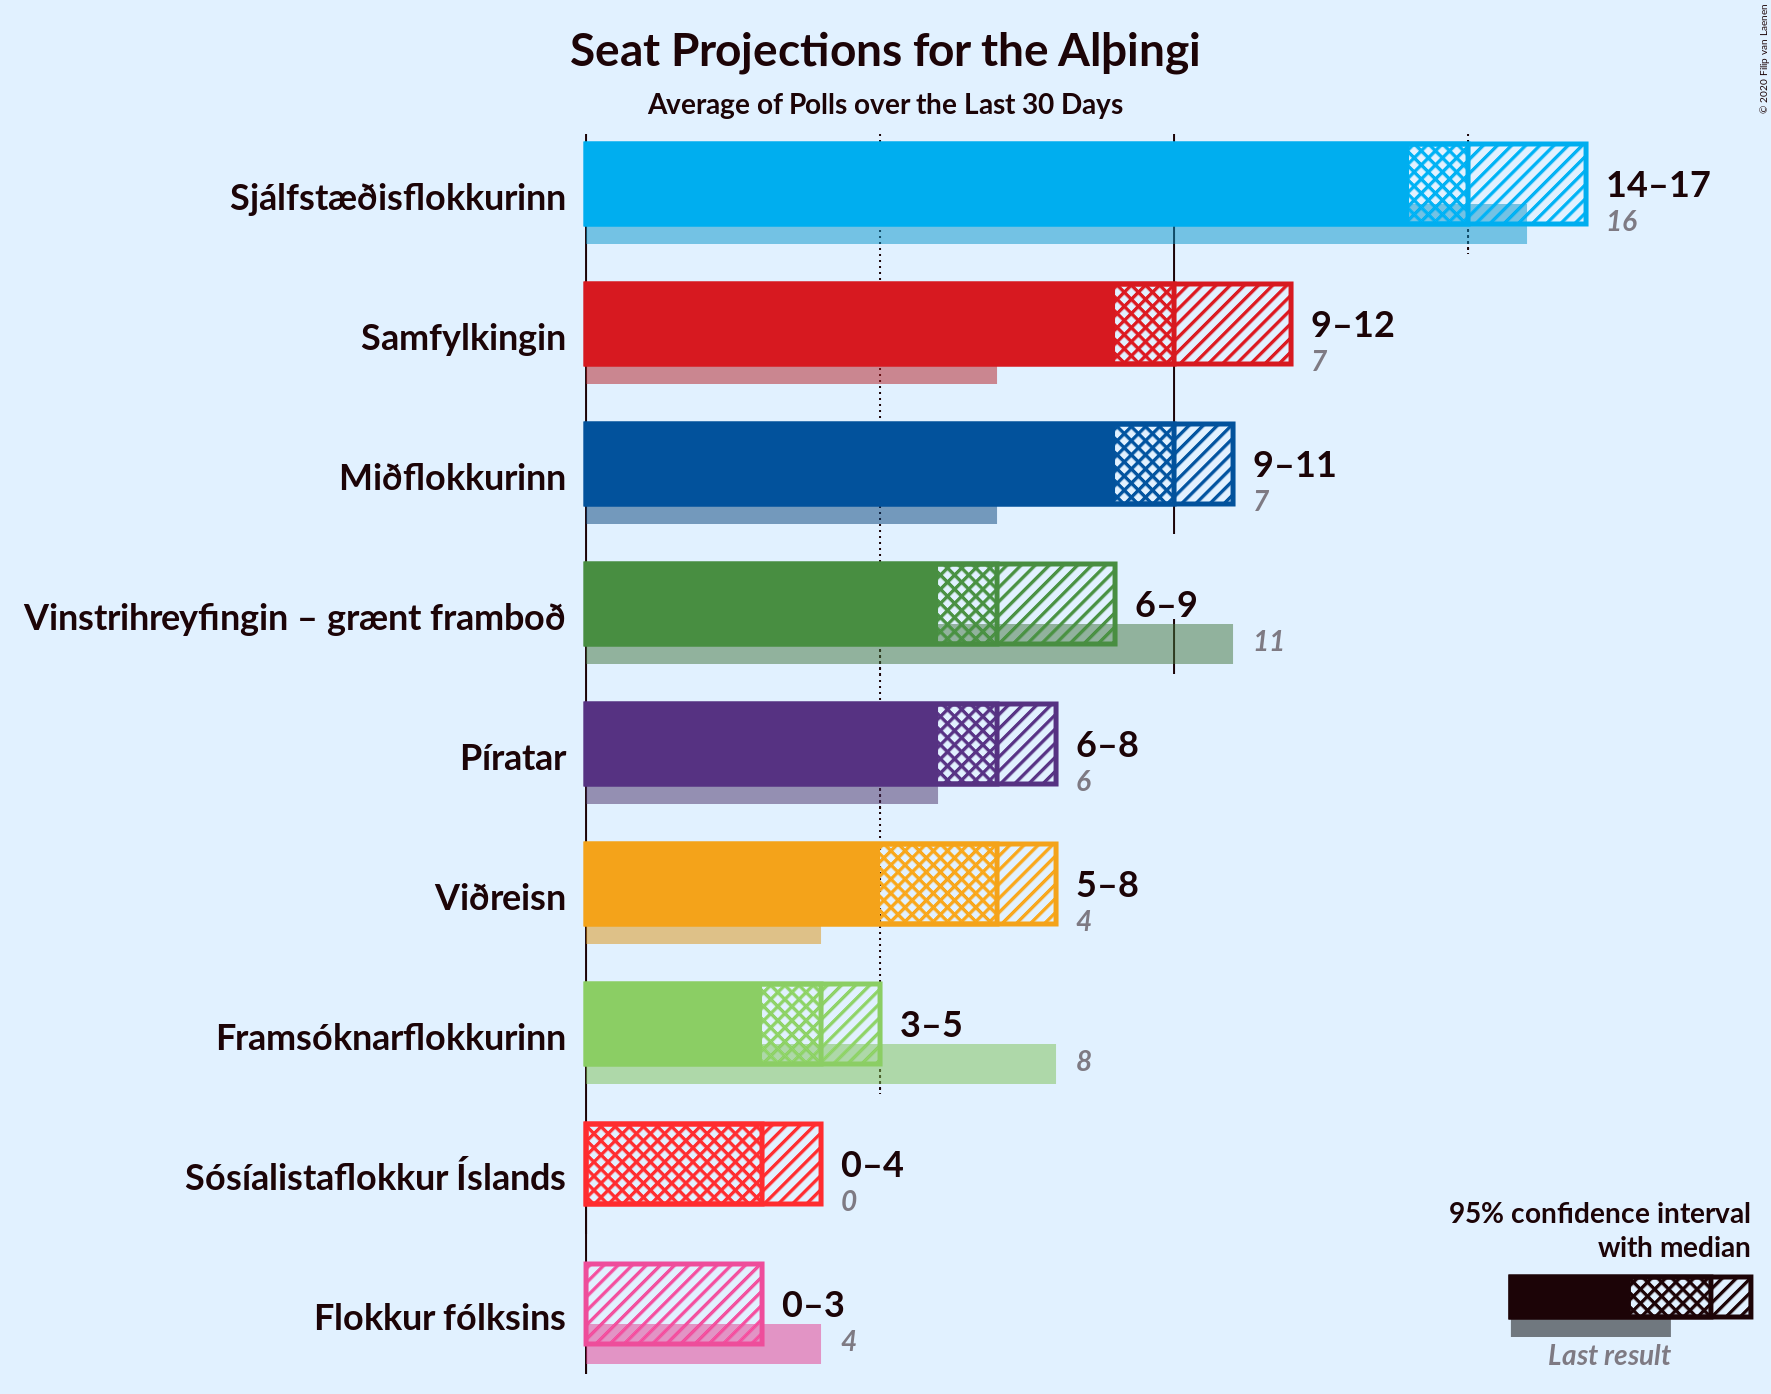 © 2020 Filip van Laenen
Seat Projections for the Alþingi
Average of Polls over the Last 30 Days
Sjálfstæðisflokkurinn
14–17
16
Samfylkingin
9–12
7
Miðflokkurinn
9–11
7
Vinstrihreyfingin – grænt framboð
6–9
11
Píratar
6–8
6
Viðreisn
5–8
4
Framsóknarflokkurinn
3–5
8
Sósíalistaflokkur Íslands
0–4
0
Flokkur fólksins
0–3
4
95% confidence interval
with median
Last result